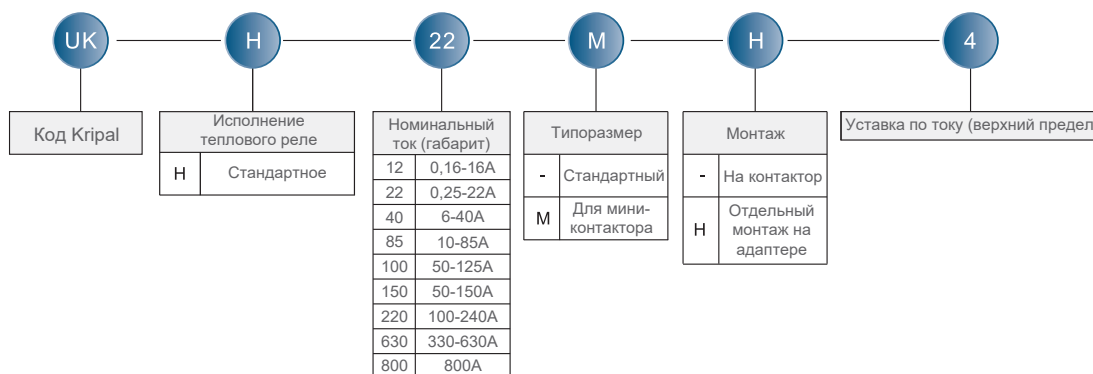 UK H 22 M H 4
Код Kripal
Исполнение
теплового реле
H Стандартное
Номинальный
ток (габарит)
12 0,16-16A
22 0,25-22A
40 6-40A
85 10-85A
100 50-125A
150 50-150A
220 100-240A
630 330-630A
800 800A
Типоразмер
- Стандартный
M Для мини-
контактора
Монтаж
- На контактор
H Отдельный
монтаж на
адаптере
Уставка по току (верхний предел